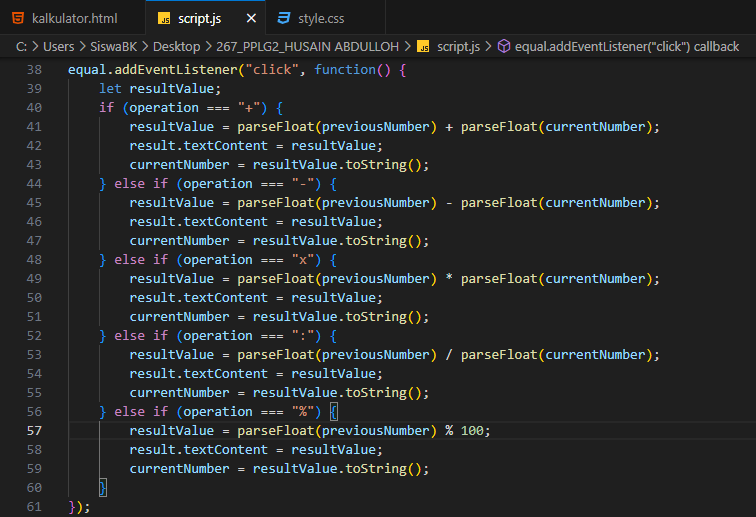 kalkulator.html
JS script.js
style.css
C: > Users > SiswaBK > Desktop > 267_PPLG2_HUSAIN ABDULLOH > JS script.js > equal.addEventListener("click") callback
38 equal.addEventListener("click", function() {
39     let resultValue;
40     if (operation === "+") {
41         resultValue = parseFloat(previousNumber) + parseFloat(currentNumber);
42         result.textContent = resultValue;
43         currentNumber = resultValue.toString();
44     } else if (operation === "-") {
45         resultValue = parseFloat(previousNumber) - parseFloat(currentNumber);
46         result.textContent = resultValue;
47         currentNumber = resultValue.toString();
48     } else if (operation === "x") {
49         resultValue = parseFloat(previousNumber) * parseFloat(currentNumber);
50         result.textContent = resultValue;
51         currentNumber = resultValue.toString();
52     } else if (operation === ":") {
53         resultValue = parseFloat(previousNumber) / parseFloat(currentNumber);
54         result.textContent = resultValue;
55         currentNumber = resultValue.toString();
56     } else if (operation === "%") {
57         resultValue = parseFloat(previousNumber) % 100;
58         result.textContent = resultValue;
59         currentNumber = resultValue.toString();
60     }
61 });